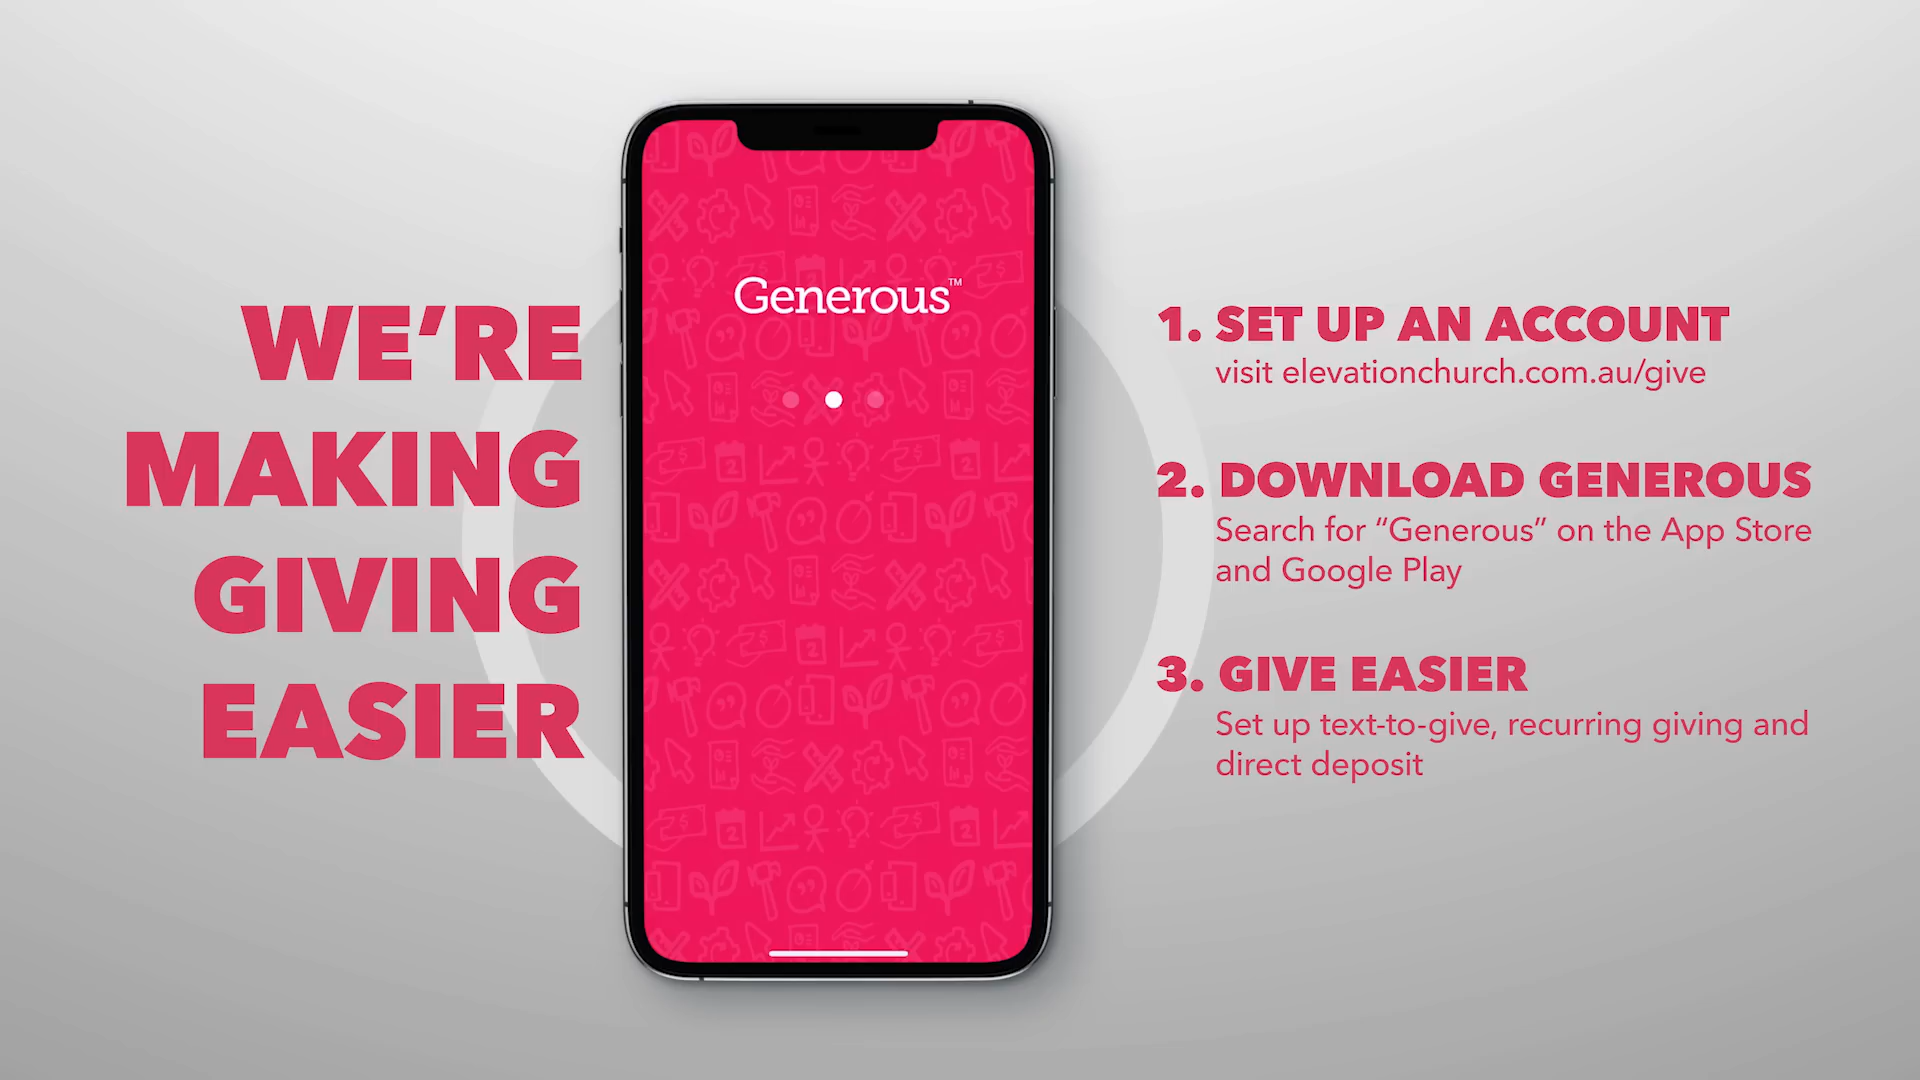 WE’RE
MAKING
GIVING
EASIER
Generous™
1. SET UP AN ACCOUNT
visit elevationchurch.com.au/give
2. DOWNLOAD GENEROUS
Search for “Generous” on the App Store
and Google Play
3. GIVE EASIER
Set up text-to-give, recurring giving and
direct deposit